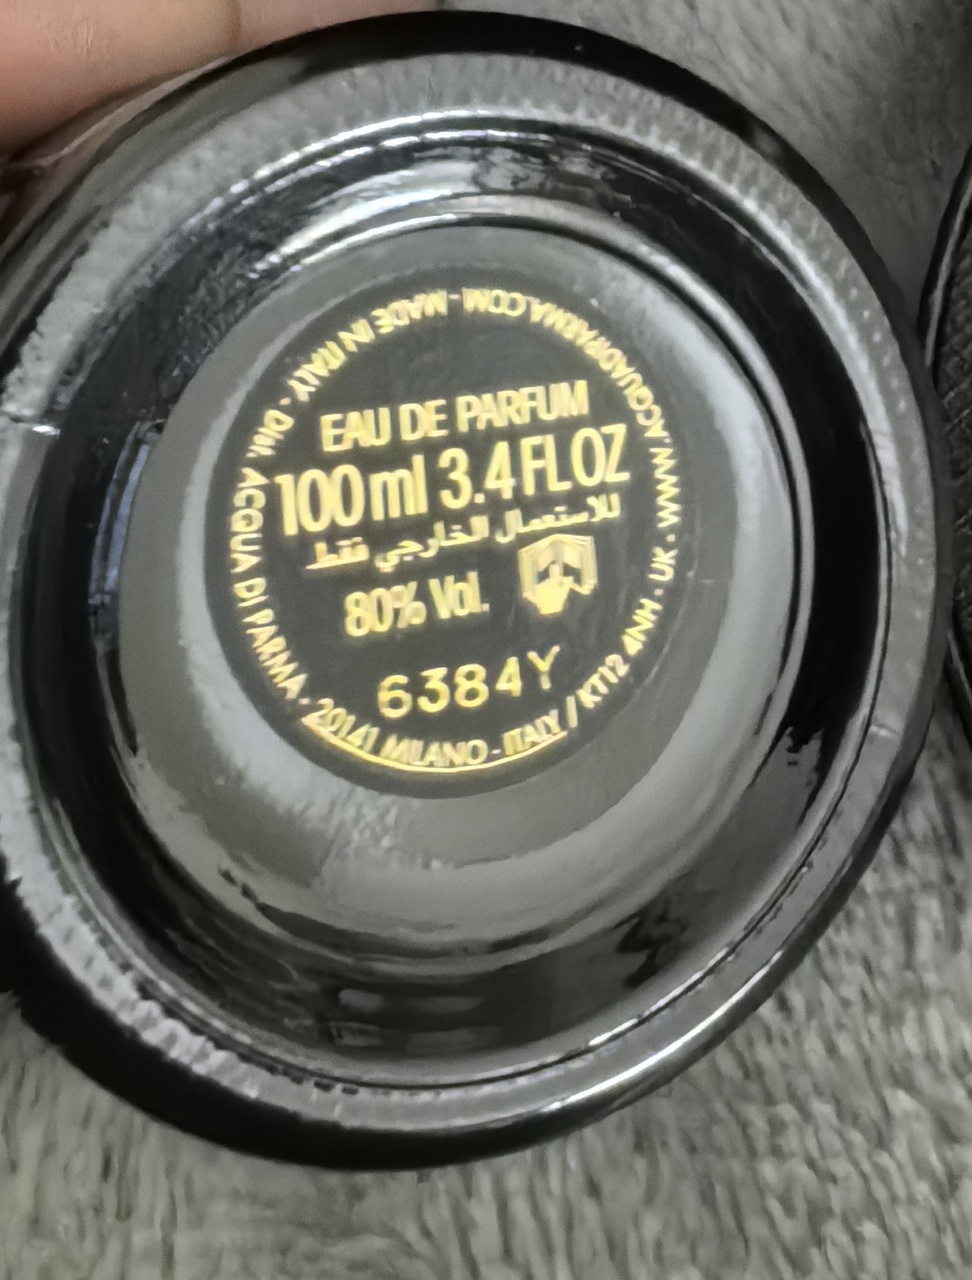 EAU DE PARFUM
100 ml 3.4 FL OZ
للاستعمال الخارجي فقط
80% Vol.
6384Y
MADE IN ITALY - Dist. ACQUA DI PARMA - 20141 MILANO - ITALY / KT12 4NH - UK - WWW.ACQUADIPARMA.COM -